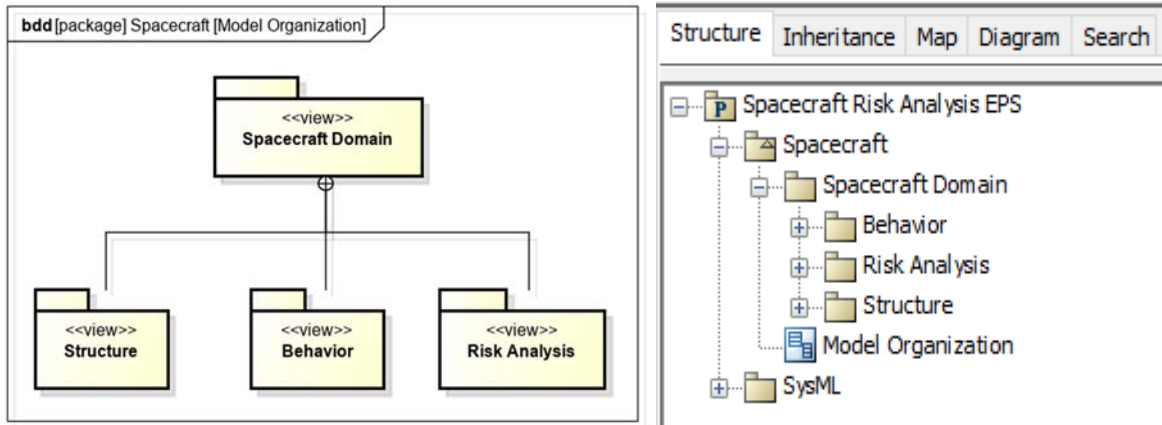 bdd [package] Spacecraft [Model Organization]
<<view>>
Spacecraft Domain
<<view>>
Structure
<<view>>
Behavior
<<view>>
Risk Analysis
Structure Inheritance Map Diagram Search
P Spacecraft Risk Analysis EPS
Spacecraft
Spacecraft Domain
Behavior
Risk Analysis
Structure
Model Organization
SysML